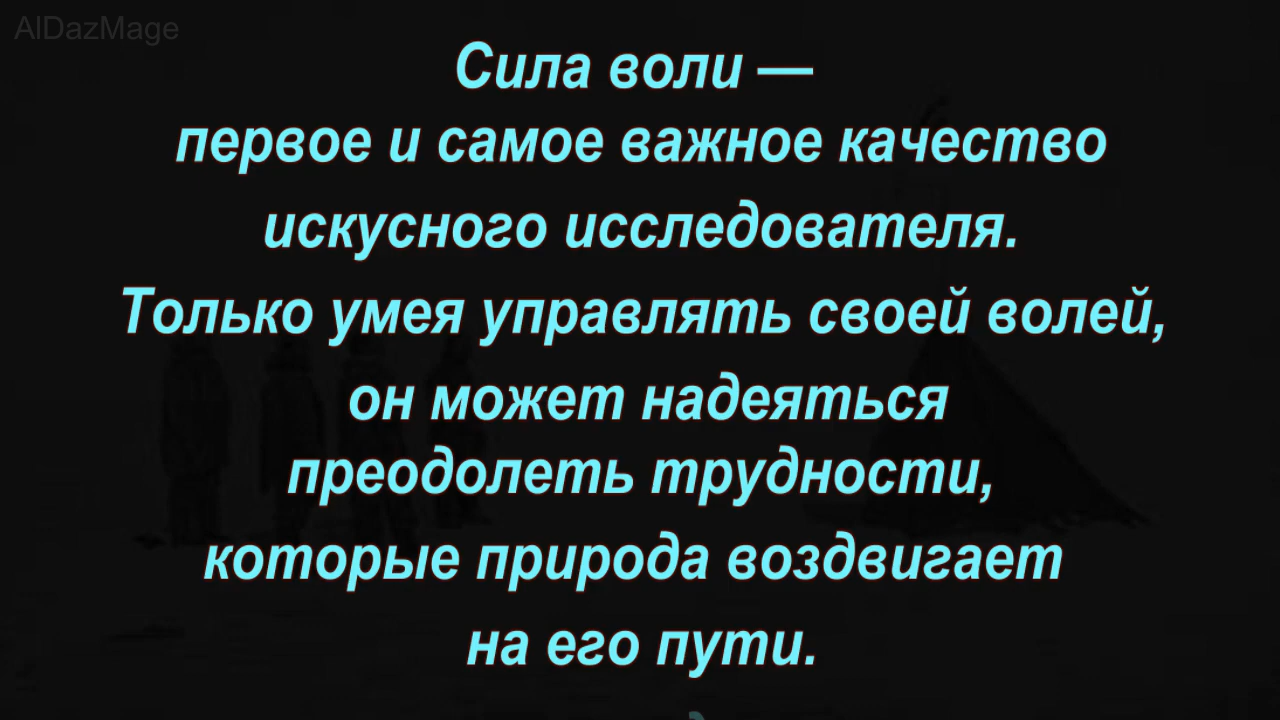 AlDazMage
Сила воли —
первое и самое важное качество
искусного исследователя.
Только умея управлять своей волей,
он может надеяться
преодолеть трудности,
которые природа воздвигает
на его пути.